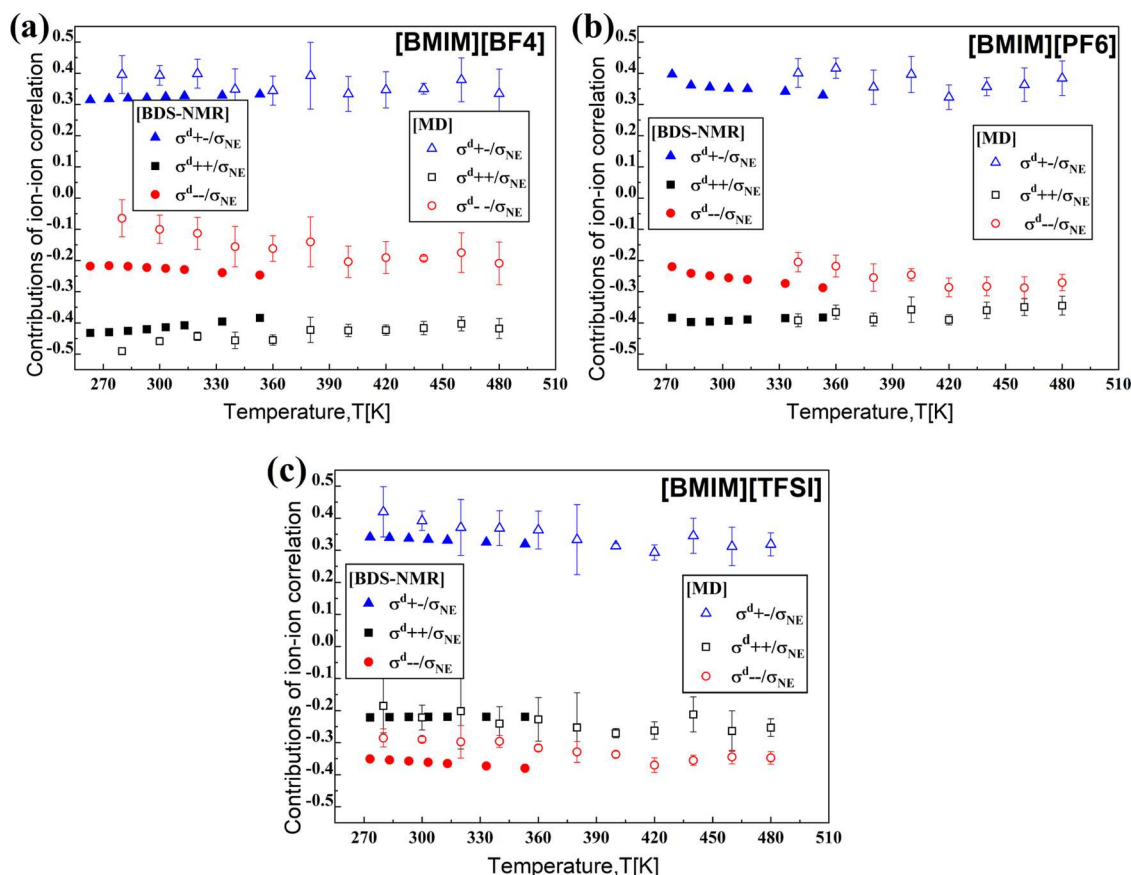 (a)
[BMIM][BF4]
Contributions of ion-ion correlation
0.5
0.4
0.3
0.2
0.1
0.0
-0.1
-0.2
-0.3
-0.4
-0.5
[BDS-NMR]
σᵈ+-/σNE
σᵈ++/σNE
σᵈ--/σNE
[MD]
σᵈ+-/σNE
σᵈ++/σNE
σᵈ- -/σNE
270 300 330 360 390 420 450 480 510
Temperature,T[K]
(b)
[BMIM][PF6]
Contributions of ion-ion correlation
0.5
0.4
0.3
0.2
0.1
0.0
-0.1
-0.2
-0.3
-0.4
-0.5
[BDS-NMR]
σᵈ+-/σNE
σᵈ++/σNE
σᵈ--/σNE
[MD]
σᵈ+-/σNE
σᵈ++/σNE
σᵈ--/σNE
270 300 330 360 390 420 450 480 510
Temperature,T[K]
(c)
[BMIM][TFSI]
Contributions of ion-ion correlation
0.5
0.4
0.3
0.2
0.1
0.0
-0.1
-0.2
-0.3
-0.4
-0.5
[BDS-NMR]
σᵈ+-/σNE
σᵈ++/σNE
σᵈ--/σNE
[MD]
σᵈ+-/σNE
σᵈ++/σNE
σᵈ--/σNE
270 300 330 360 390 420 450 480 510
Temperature,T[K]